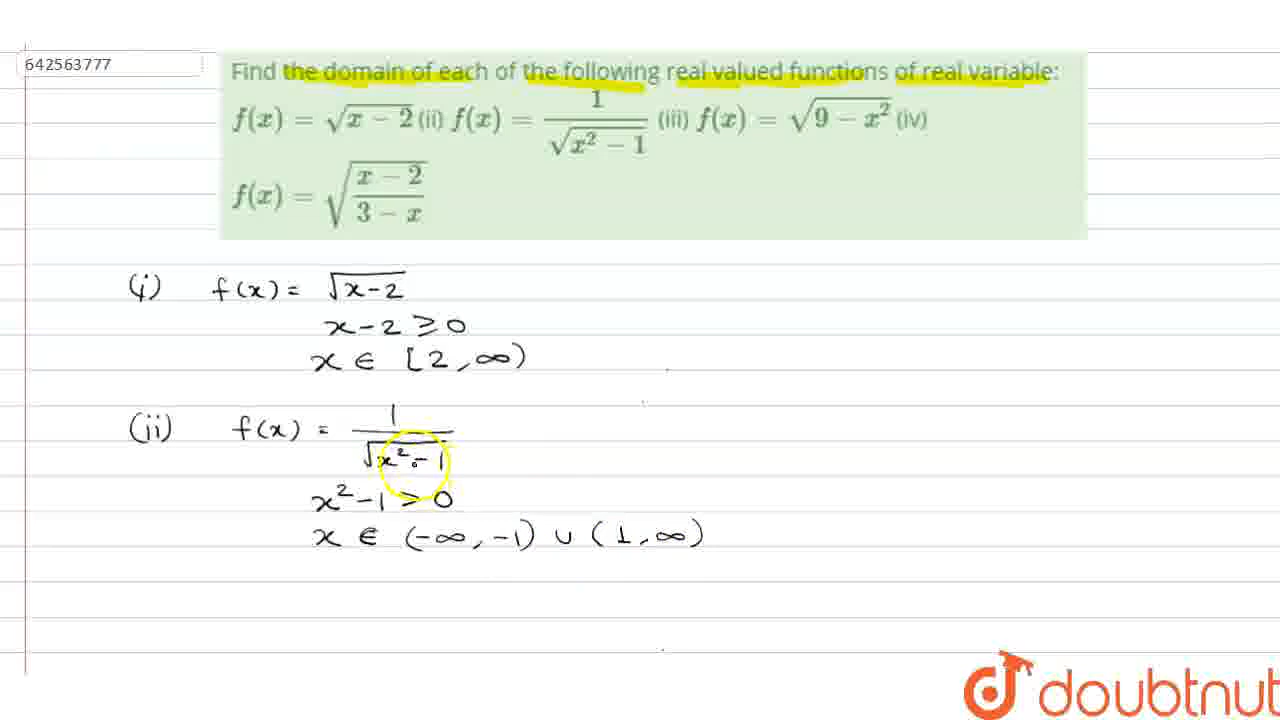 642563777
Find the domain of each of the following real valued functions of real variable:
f(x) = √(x − 2) (ii) f(x) = 1/√(x² − 1) (iii) f(x) = √(9 − x²) (iv)
f(x) = √((x − 2)/(3 − x))
(i) f(x) = √(x−2)
x−2 ≥ 0
x ∈ [2, ∞)
(ii) f(x) = 1/√(x²−1)
x²−1 > 0
x ∈ (−∞, −1) ∪ (1, ∞)
doubtnut